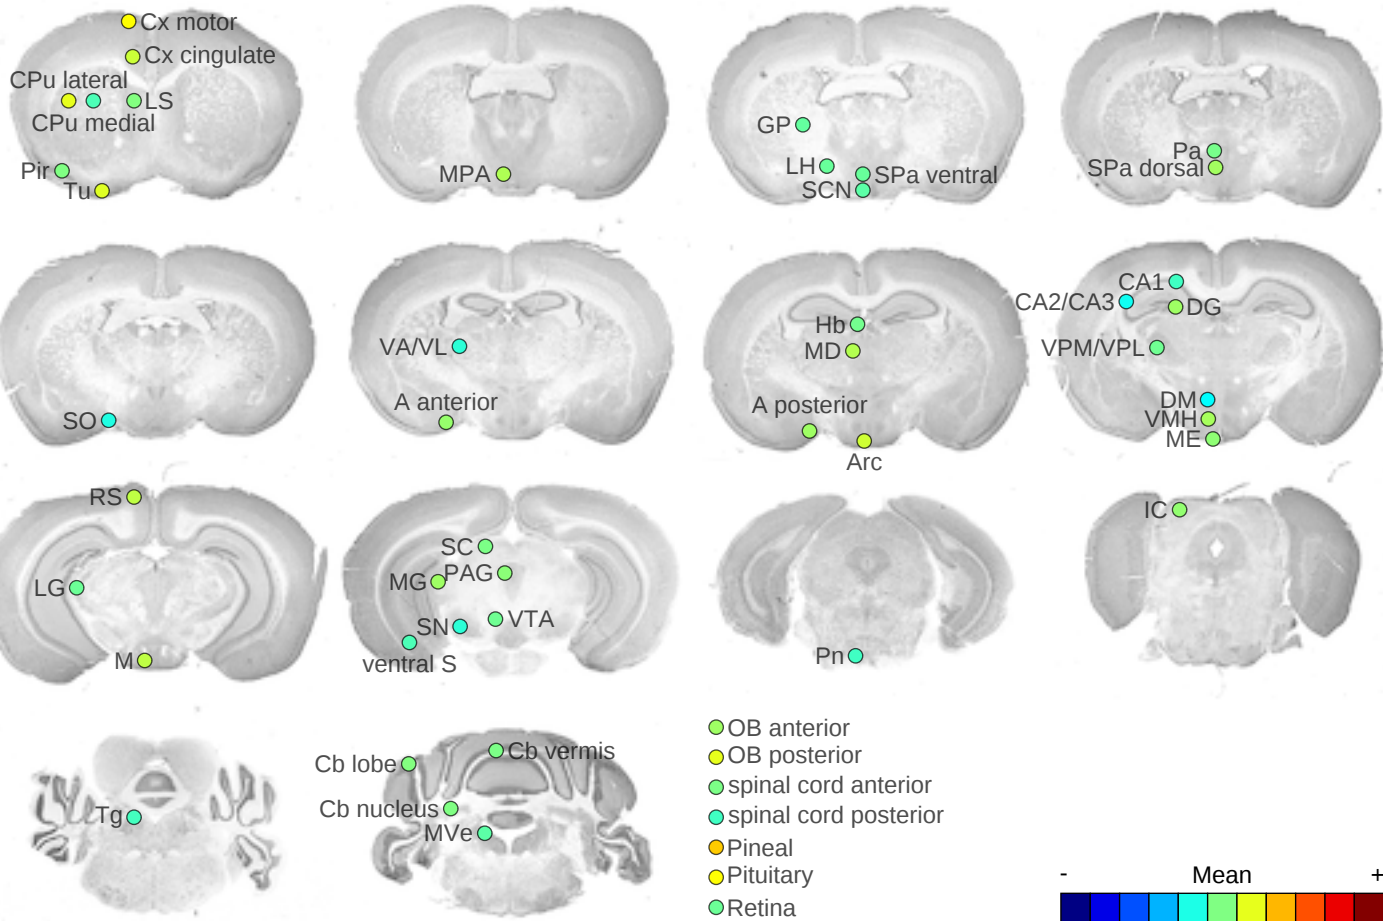 Cx motor
Cx cingulate
CPu lateral
LS
CPu medial
Pir
Tu
MPA
GP
LH
SPa ventral
SCN
Pa
SPa dorsal
SO
VA/VL
A anterior
Hb
MD
A posterior
Arc
CA1
CA2/CA3
DG
VPM/VPL
DM
VMH
ME
RS
LG
M
SC
MG
PAG
SN
VTA
ventral S
Pn
IC
Tg
Cb lobe
Cb vermis
Cb nucleus
MVe
OB anterior
OB posterior
spinal cord anterior
spinal cord posterior
Pineal
Pituitary
Retina
- Mean +